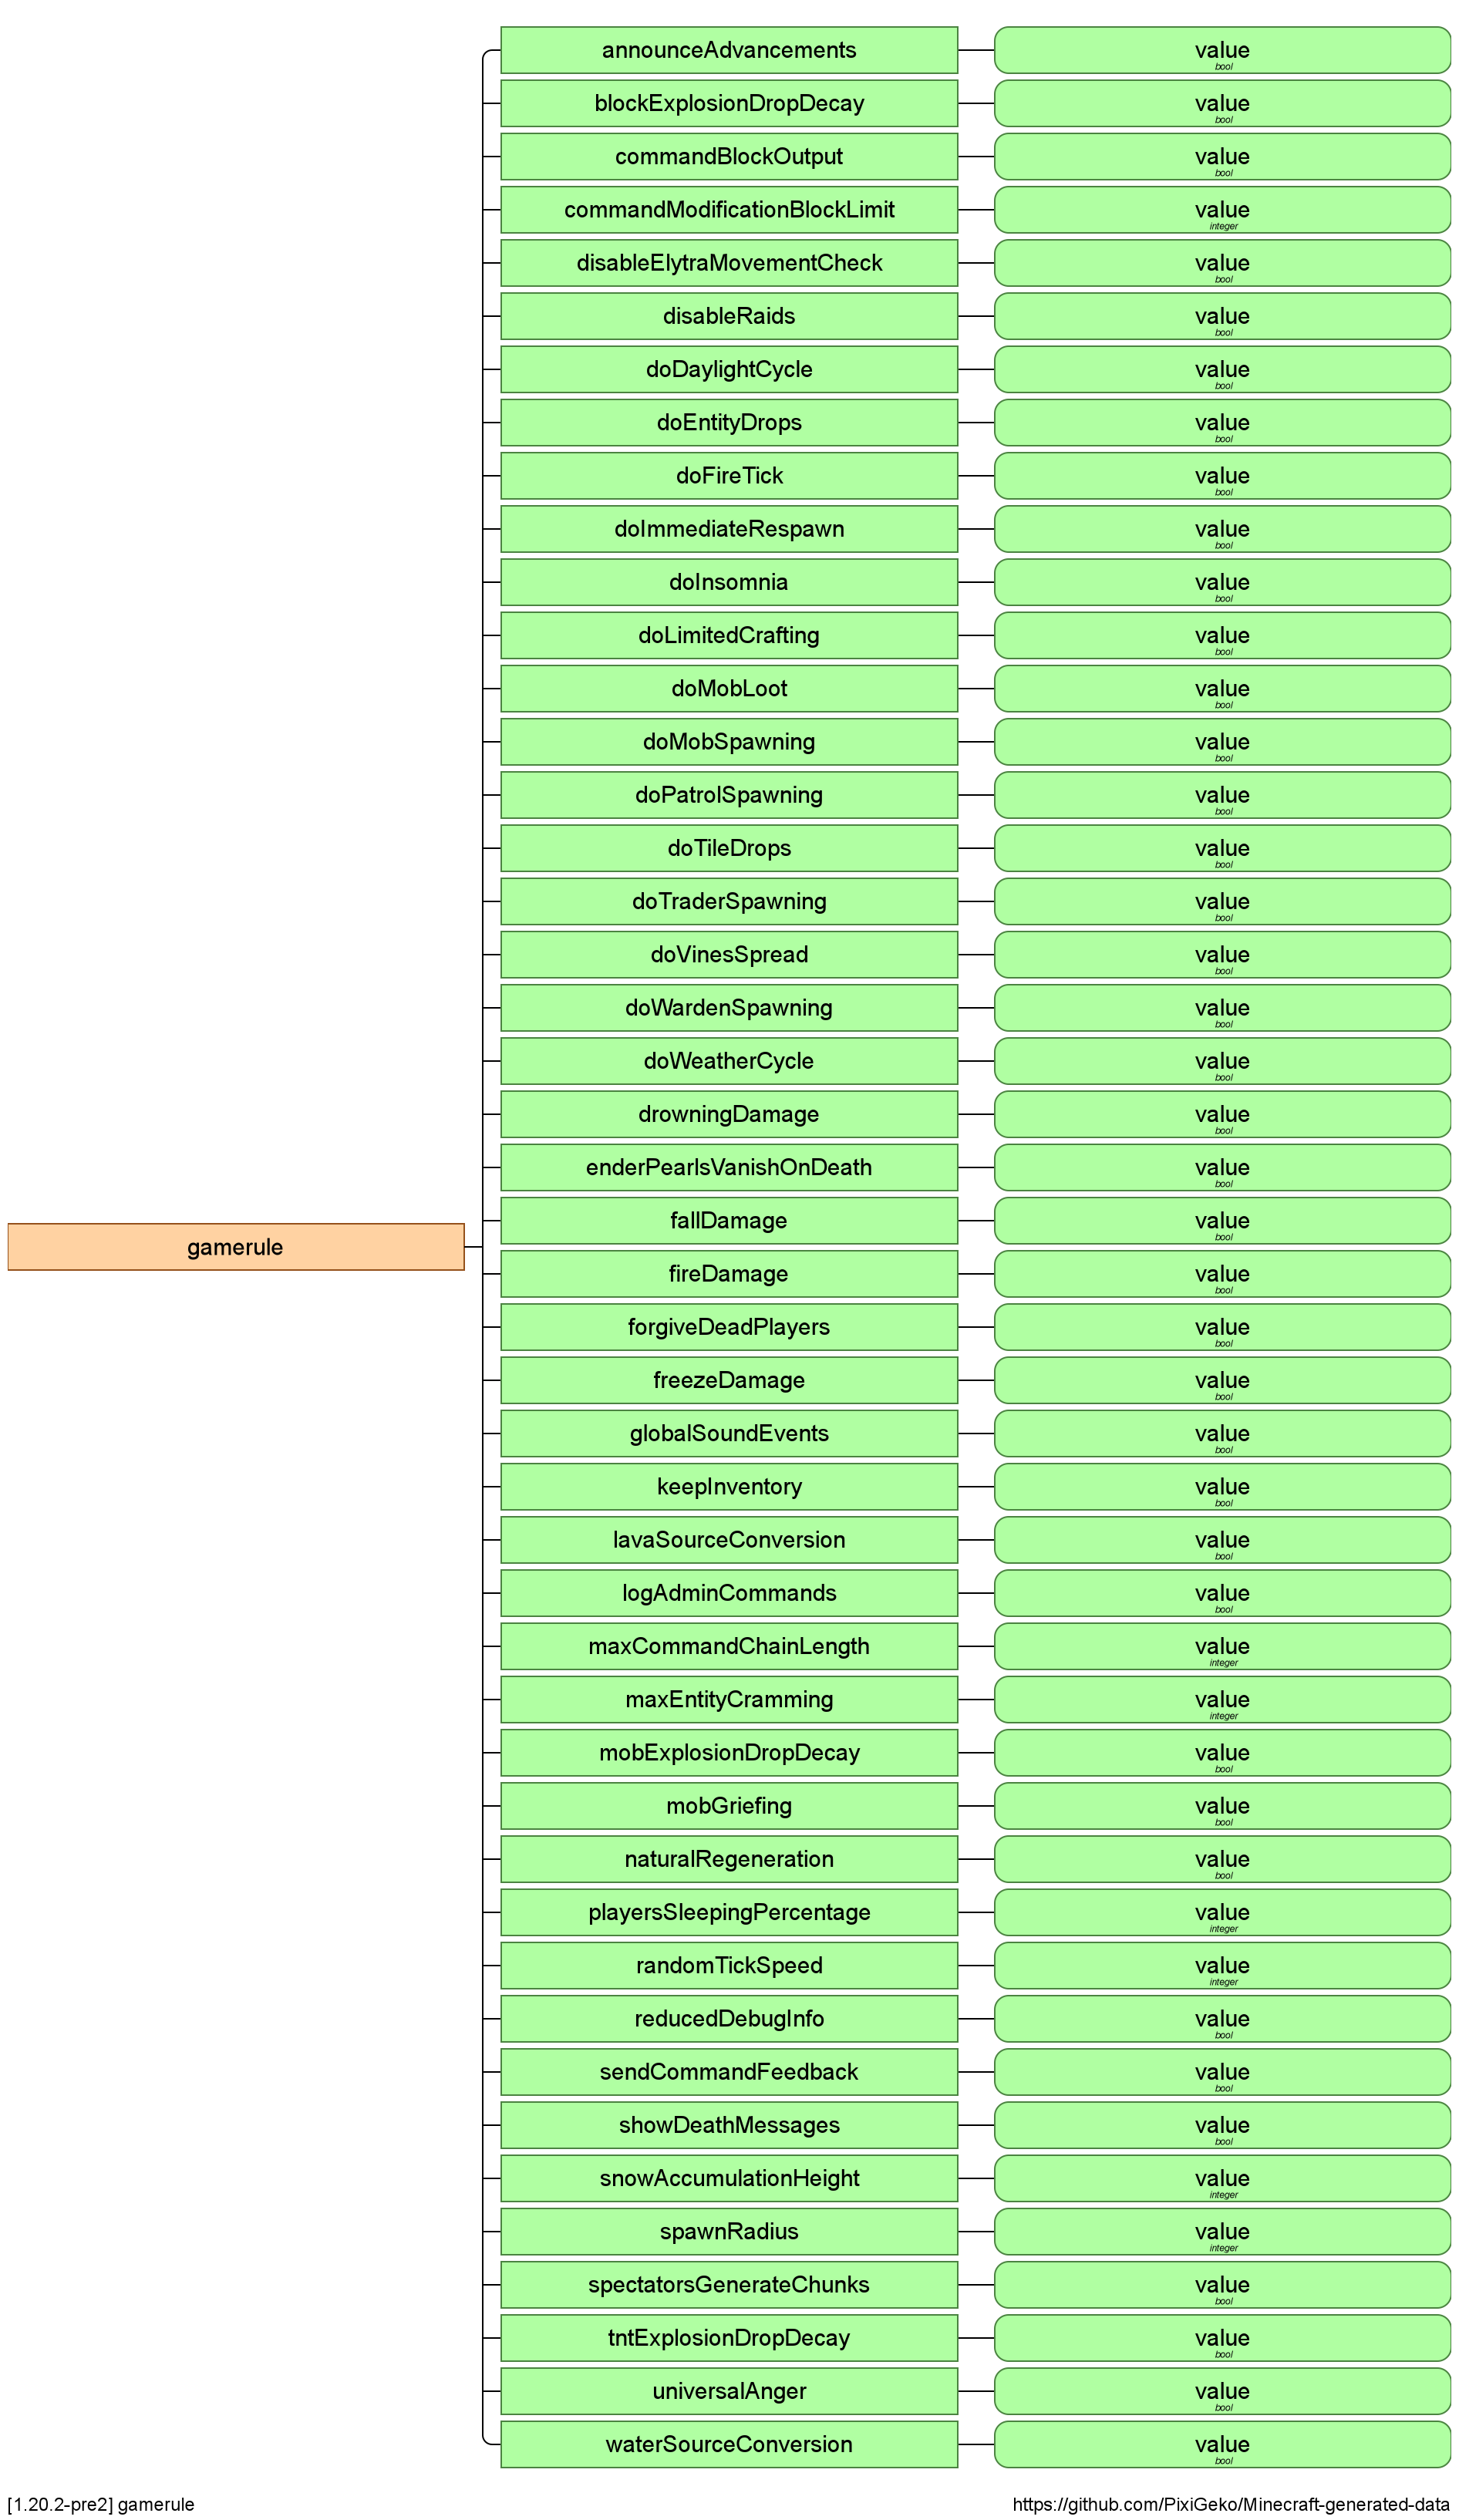 announceAdvancements
value
bool
blockExplosionDropDecay
value
bool
commandBlockOutput
value
bool
commandModificationBlockLimit
value
integer
disableElytraMovementCheck
value
bool
disableRaids
value
bool
doDaylightCycle
value
bool
doEntityDrops
value
bool
doFireTick
value
bool
doImmediateRespawn
value
bool
doInsomnia
value
bool
doLimitedCrafting
value
bool
doMobLoot
value
bool
doMobSpawning
value
bool
doPatrolSpawning
value
bool
doTileDrops
value
bool
doTraderSpawning
value
bool
doVinesSpread
value
bool
doWardenSpawning
value
bool
doWeatherCycle
value
bool
drowningDamage
value
bool
enderPearlsVanishOnDeath
value
bool
fallDamage
value
bool
gamerule
fireDamage
value
bool
forgiveDeadPlayers
value
bool
freezeDamage
value
bool
globalSoundEvents
value
bool
keepInventory
value
bool
lavaSourceConversion
value
bool
logAdminCommands
value
bool
maxCommandChainLength
value
integer
maxEntityCramming
value
integer
mobExplosionDropDecay
value
bool
mobGriefing
value
bool
naturalRegeneration
value
bool
playersSleepingPercentage
value
integer
randomTickSpeed
value
integer
reducedDebugInfo
value
bool
sendCommandFeedback
value
bool
showDeathMessages
value
bool
snowAccumulationHeight
value
integer
spawnRadius
value
integer
spectatorsGenerateChunks
value
bool
tntExplosionDropDecay
value
bool
universalAnger
value
bool
waterSourceConversion
value
bool
[1.20.2-pre2] gamerule
https://github.com/PixiGeko/Minecraft-generated-data